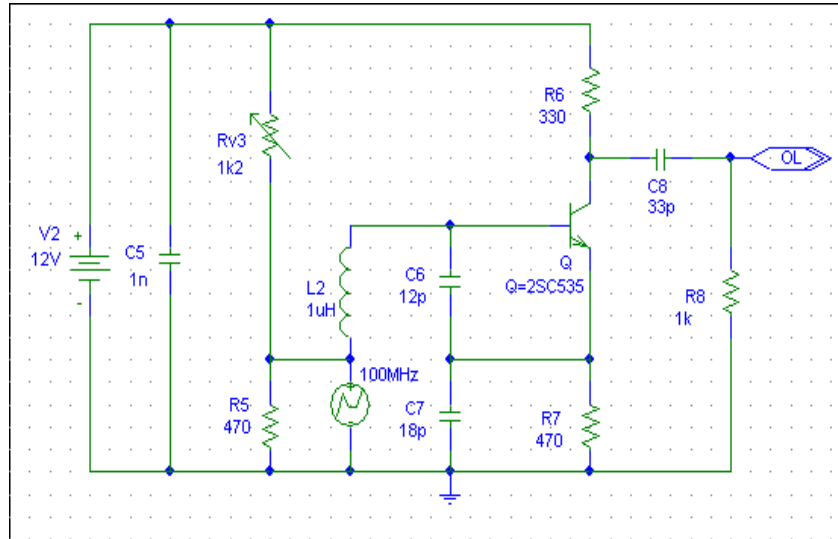 R6
330
Rv3
1k2
OL
C8
33p
V2
12V
+
-
C5
1n
L2
1uH
C6
12p
Q
Q=2SC535
R8
1k
100MHz
+
R5
470
C7
18p
R7
470